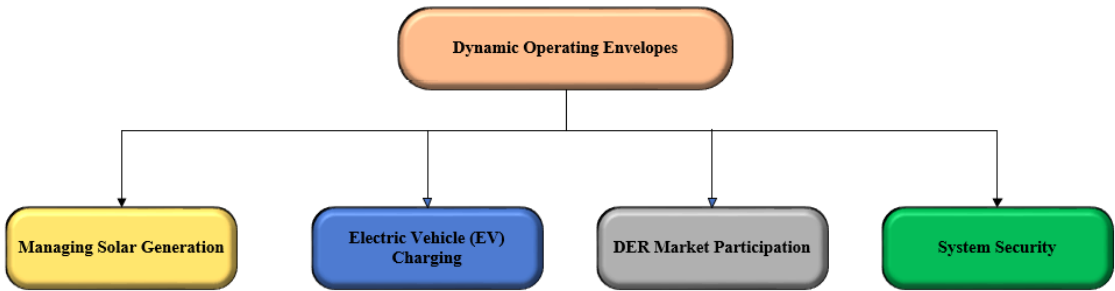 Dynamic Operating Envelopes
Managing Solar Generation
Electric Vehicle (EV)
Charging
DER Market Participation
System Security